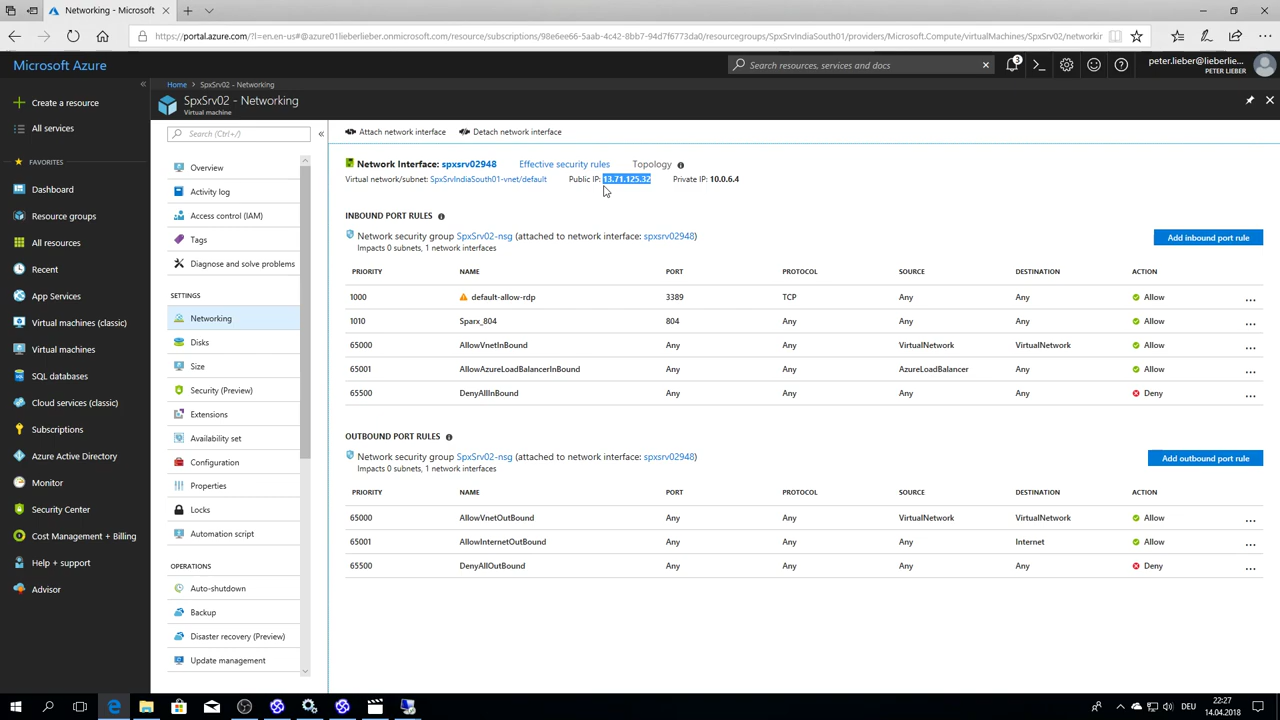 Networking - Microsoft
https://portal.azure.com/?l=en.en-us#@azure01lieberlieber.onmicrosoft.com/resource/subscriptions/98e6ee66-5aab-4c42-8bb7-94d7f6773da0/resourcegroups/SpxSrvIndiaSouth01/providers/Microsoft.Compute/virtualMachines/SpxSrv02/networkir
Microsoft Azure
Search resources, services and docs
3
peter.lieber@lieberlie...
PETER LIEBER
Create a resource
All services
FAVORITES
Dashboard
Resource groups
All resources
Recent
App Services
Virtual machines (classic)
Virtual machines
SQL databases
Cloud services (classic)
Subscriptions
Azure Active Directory
Monitor
Security Center
Cost Management + Billing
Help + support
Advisor
Home > SpxSrv02 - Networking
SpxSrv02 - Networking
Virtual machine
Search (Ctrl+/)
Overview
Activity log
Access control (IAM)
Tags
Diagnose and solve problems
SETTINGS
Networking
Disks
Size
Security (Preview)
Extensions
Availability set
Configuration
Properties
Locks
Automation script
OPERATIONS
Auto-shutdown
Backup
Disaster recovery (Preview)
Update management
Attach network interface Detach network interface
Network Interface: spxsrv02948 Effective security rules Topology
Virtual network/subnet: SpxSrvIndiaSouth01-vnet/default Public IP: 13.71.125.32 Private IP: 10.0.6.4
INBOUND PORT RULES
Network security group SpxSrv02-nsg (attached to network interface: spxsrv02948)
Impacts 0 subnets, 1 network interfaces
Add inbound port rule
PRIORITY NAME PORT PROTOCOL SOURCE DESTINATION ACTION
1000 default-allow-rdp 3389 TCP Any Any Allow ...
1010 Sparx_804 804 Any Any Any Allow ...
65000 AllowVnetInBound Any Any VirtualNetwork VirtualNetwork Allow ...
65001 AllowAzureLoadBalancerInBound Any Any AzureLoadBalancer Any Allow ...
65500 DenyAllInBound Any Any Any Any Deny ...
OUTBOUND PORT RULES
Network security group SpxSrv02-nsg (attached to network interface: spxsrv02948)
Impacts 0 subnets, 1 network interfaces
Add outbound port rule
PRIORITY NAME PORT PROTOCOL SOURCE DESTINATION ACTION
65000 AllowVnetOutBound Any Any VirtualNetwork VirtualNetwork Allow ...
65001 AllowInternetOutBound Any Any Any Internet Allow ...
65500 DenyAllOutBound Any Any Any Any Deny ...
DEU
22:27
14.04.2018